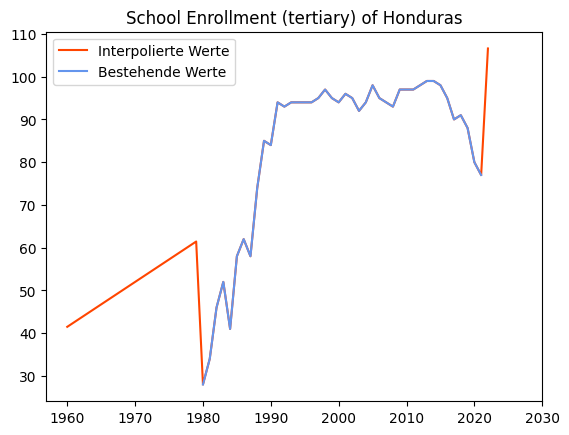 School Enrollment (tertiary) of Honduras
Interpolierte Werte
Bestehende Werte
110
100
90
80
70
60
50
40
30
1960 1970 1980 1990 2000 2010 2020 2030